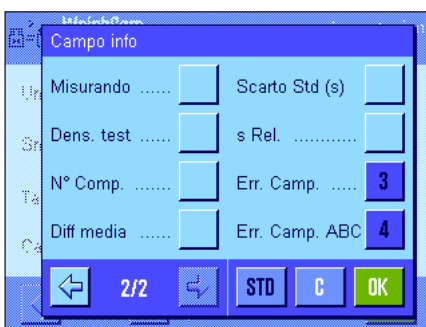 Campo info
Misurando ......
Scarto Std (s)
Dens. test ......
s Rel. ............
N° Comp. .......
Err. Camp. ..... 3
Diff media ......
Err. Camp. ABC 4
2/2
STD
C
OK